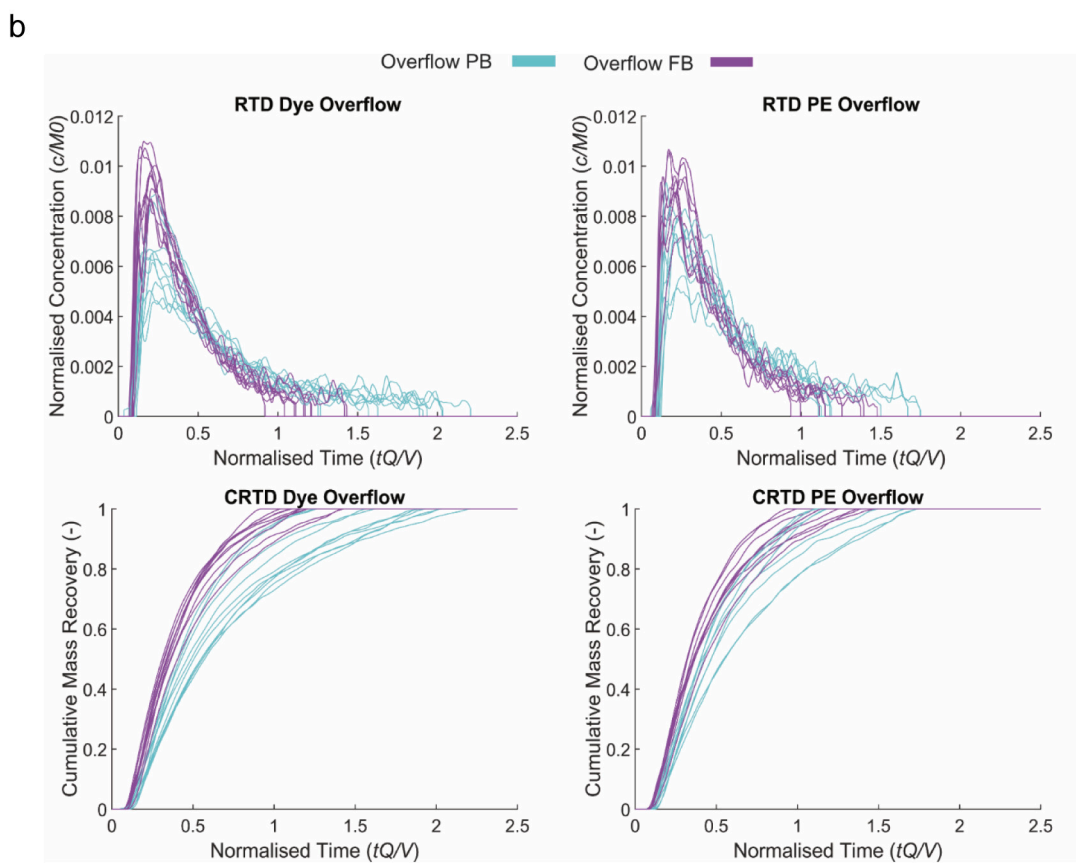 b
Overflow PB Overflow FB
RTD Dye Overflow
0.012
0.01
0.008
0.006
0.004
0.002
0
0 0.5 1 1.5 2 2.5
Normalised Concentration (c/M0)
Normalised Time (tQ/V)
RTD PE Overflow
0.012
0.01
0.008
0.006
0.004
0.002
0
0 0.5 1 1.5 2 2.5
Normalised Concentration (c/M0)
Normalised Time (tQ/V)
CRTD Dye Overflow
1
0.8
0.6
0.4
0.2
0
0 0.5 1 1.5 2 2.5
Cumulative Mass Recovery (-)
Normalised Time (tQ/V)
CRTD PE Overflow
1
0.8
0.6
0.4
0.2
0
0 0.5 1 1.5 2 2.5
Cumulative Mass Recovery (-)
Normalised Time (tQ/V)